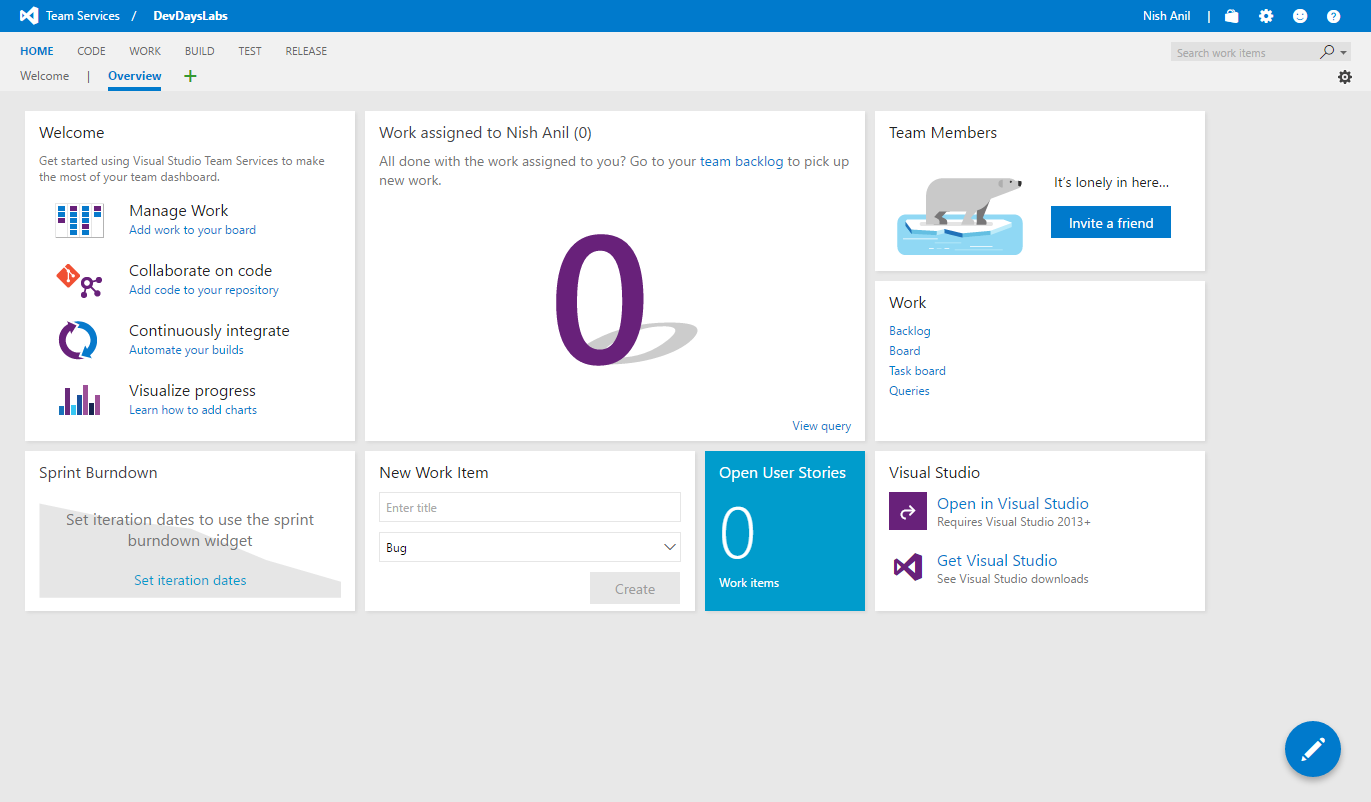 Team Services / DevDaysLabs
Nish Anil |
HOME CODE WORK BUILD TEST RELEASE
Search work items
Welcome | Overview
Welcome
Get started using Visual Studio Team Services to make
the most of your team dashboard.
Manage Work
Add work to your board
Collaborate on code
Add code to your repository
Continuously integrate
Automate your builds
Visualize progress
Learn how to add charts
Work assigned to Nish Anil (0)
All done with the work assigned to you? Go to your team backlog to pick up
new work.
0
View query
Team Members
It's lonely in here...
Invite a friend
Work
Backlog
Board
Task board
Queries
Sprint Burndown
Set iteration dates to use the sprint
burndown widget
Set iteration dates
New Work Item
Enter title
Bug
Create
Open User Stories
0
Work items
Visual Studio
Open in Visual Studio
Requires Visual Studio 2013+
Get Visual Studio
See Visual Studio downloads